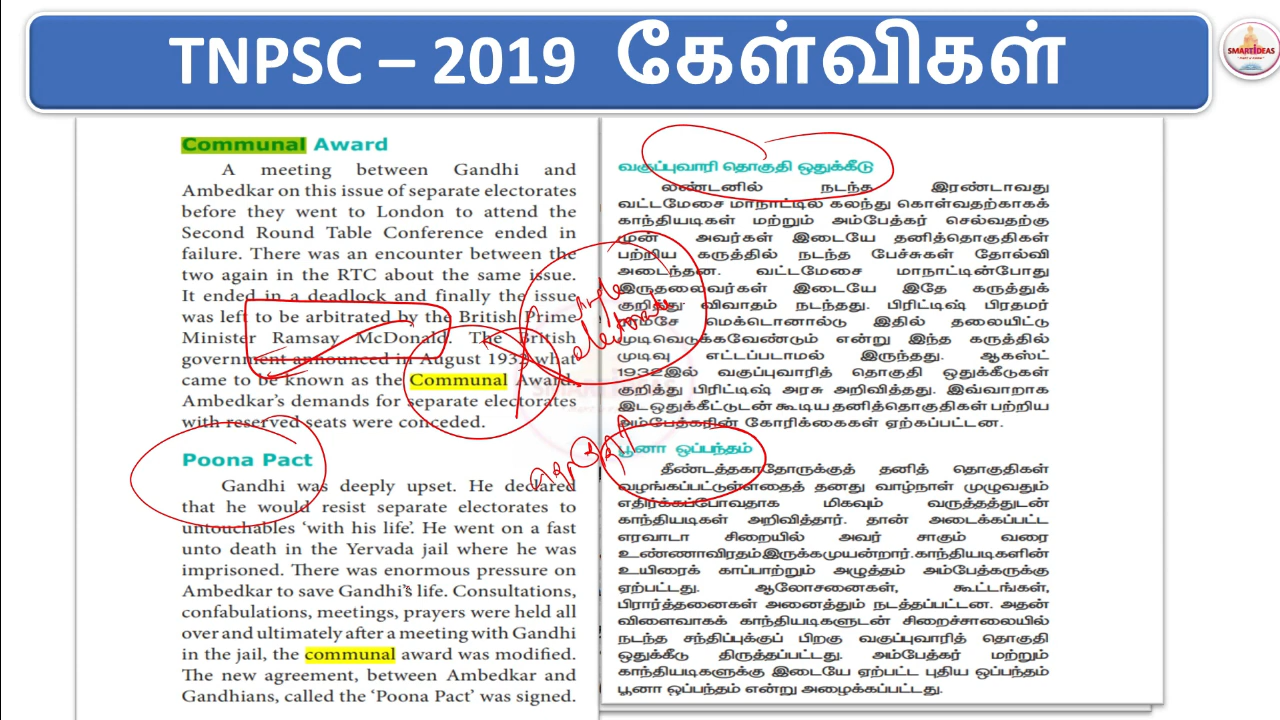 TNPSC – 2019 கேள்விகள்
SMART IDEAS
Communal Award
A meeting between Gandhi and
Ambedkar on this issue of separate electorates
before they went to London to attend the
Second Round Table Conference ended in
failure. There was an encounter between the
two again in the RTC about the same issue.
It ended in a deadlock and finally the issue
was left to be arbitrated by the British Prime
Minister Ramsay McDonald. The British
government announced in August 1932 what
came to be known as the Communal Award.
Ambedkar's demands for separate electorates
with reserved seats were conceded.
Poona Pact
Gandhi was deeply upset. He declared
that he would resist separate electorates to
untouchables 'with his life'. He went on a fast
unto death in the Yervada jail where he was
imprisoned. There was enormous pressure on
Ambedkar to save Gandhi's life. Consultations,
confabulations, meetings, prayers were held all
over and ultimately after a meeting with Gandhi
in the jail, the communal award was modified.
The new agreement, between Ambedkar and
Gandhians, called the 'Poona Pact' was signed.
வகுப்புவாரி தொகுதி ஒதுக்கீடு
லண்டனில் நடந்த இரண்டாவது
வட்டமேசை மாநாட்டில் கலந்து கொள்வதற்காகக்
காந்தியடிகள் மற்றும் அம்பேத்கர் செல்வதற்கு
முன் அவர்கள் இடையே தனித்தொகுதிகள்
பற்றிய கருத்தில் நடந்த பேச்சுகள் தோல்வி
அடைந்தன. வட்டமேசை மாநாட்டின்போது
இருதலைவர்கள் இடையே இதே கருத்துக்
குறித்து விவாதம் நடந்தது. பிரிட்டிஷ் பிரதமர்
ராம்சே மெக்டொனால்டு இதில் தலையிட்டு
முடிவெடுக்கவேண்டும் என்று இந்த கருத்தில்
முடிவு எட்டப்படாமல் இருந்தது. ஆகஸ்ட்
1932இல் வகுப்புவாரித் தொகுதி ஒதுக்கீடுகள்
குறித்து பிரிட்டிஷ் அரசு அறிவித்தது. இவ்வாறாக
இடஒதுக்கீட்டுடன் கூடிய தனித்தொகுதிகள் பற்றிய
அம்பேத்கரின் கோரிக்கைகள் ஏற்கப்பட்டன.
பூனா ஒப்பந்தம்
தீண்டத்தகாதோருக்குத் தனித் தொகுதிகள்
வழங்கப்பட்டுள்ளதைத் தனது வாழ்நாள் முழுவதும்
எதிர்க்கப்போவதாக மிகவும் வருத்தத்துடன்
காந்தியடிகள் அறிவித்தார். தான் அடைக்கப்பட்ட
எரவாடா சிறையில் அவர் சாகும் வரை
உண்ணாவிரதம்இருக்கமுயன்றார்.காந்தியடிகளின்
உயிரைக் காப்பாற்றும் அழுத்தம் அம்பேத்கருக்கு
ஏற்பட்டது. ஆலோசனைகள், கூட்டங்கள்,
பிரார்த்தனைகள் அனைத்தும் நடத்தப்பட்டன. அதன்
விளைவாகக் காந்தியடிகளுடன் சிறைச்சாலையில்
நடந்த சந்திப்புக்குப் பிறகு வகுப்புவாரித் தொகுதி
ஒதுக்கீடு திருத்தப்பட்டது. அம்பேத்கர் மற்றும்
காந்தியடிகளுக்கு இடையே ஏற்பட்ட புதிய ஒப்பந்தம்
பூனா ஒப்பந்தம் என்று அழைக்கப்பட்டது.